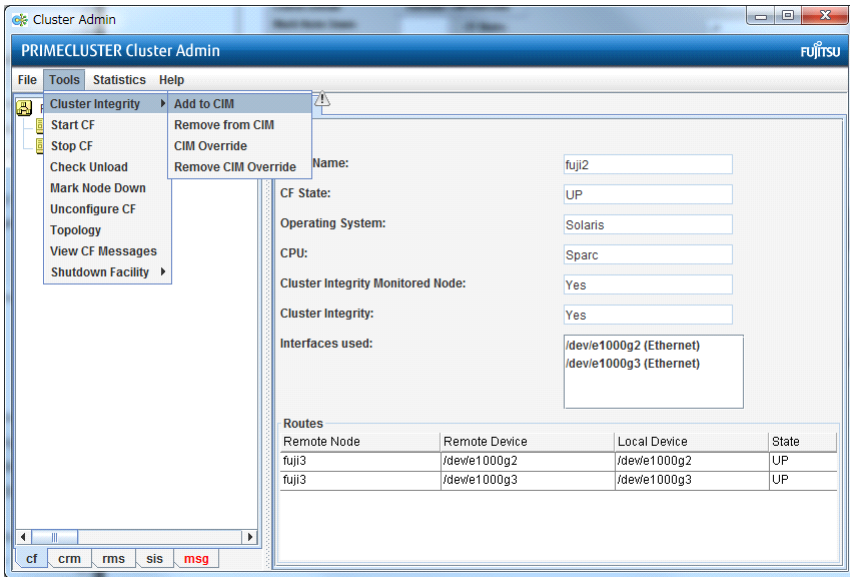 Cluster Admin
PRIMECLUSTER Cluster Admin
FUJITSU
File Tools Statistics Help
Cluster Integrity
Add to CIM
Start CF
Remove from CIM
Stop CF
CIM Override
Check Unload
Remove CIM Override
Mark Node Down
Unconfigure CF
Topology
View CF Messages
Shutdown Facility
Name:
fuji2
CF State:
UP
Operating System:
Solaris
CPU:
Sparc
Cluster Integrity Monitored Node:
Yes
Cluster Integrity:
Yes
Interfaces used:
/dev/e1000g2 (Ethernet)
/dev/e1000g3 (Ethernet)
Routes
Remote Node Remote Device Local Device State
fuji3 /dev/e1000g2 /dev/e1000g2 UP
fuji3 /dev/e1000g3 /dev/e1000g3 UP
cf crm rms sis msg